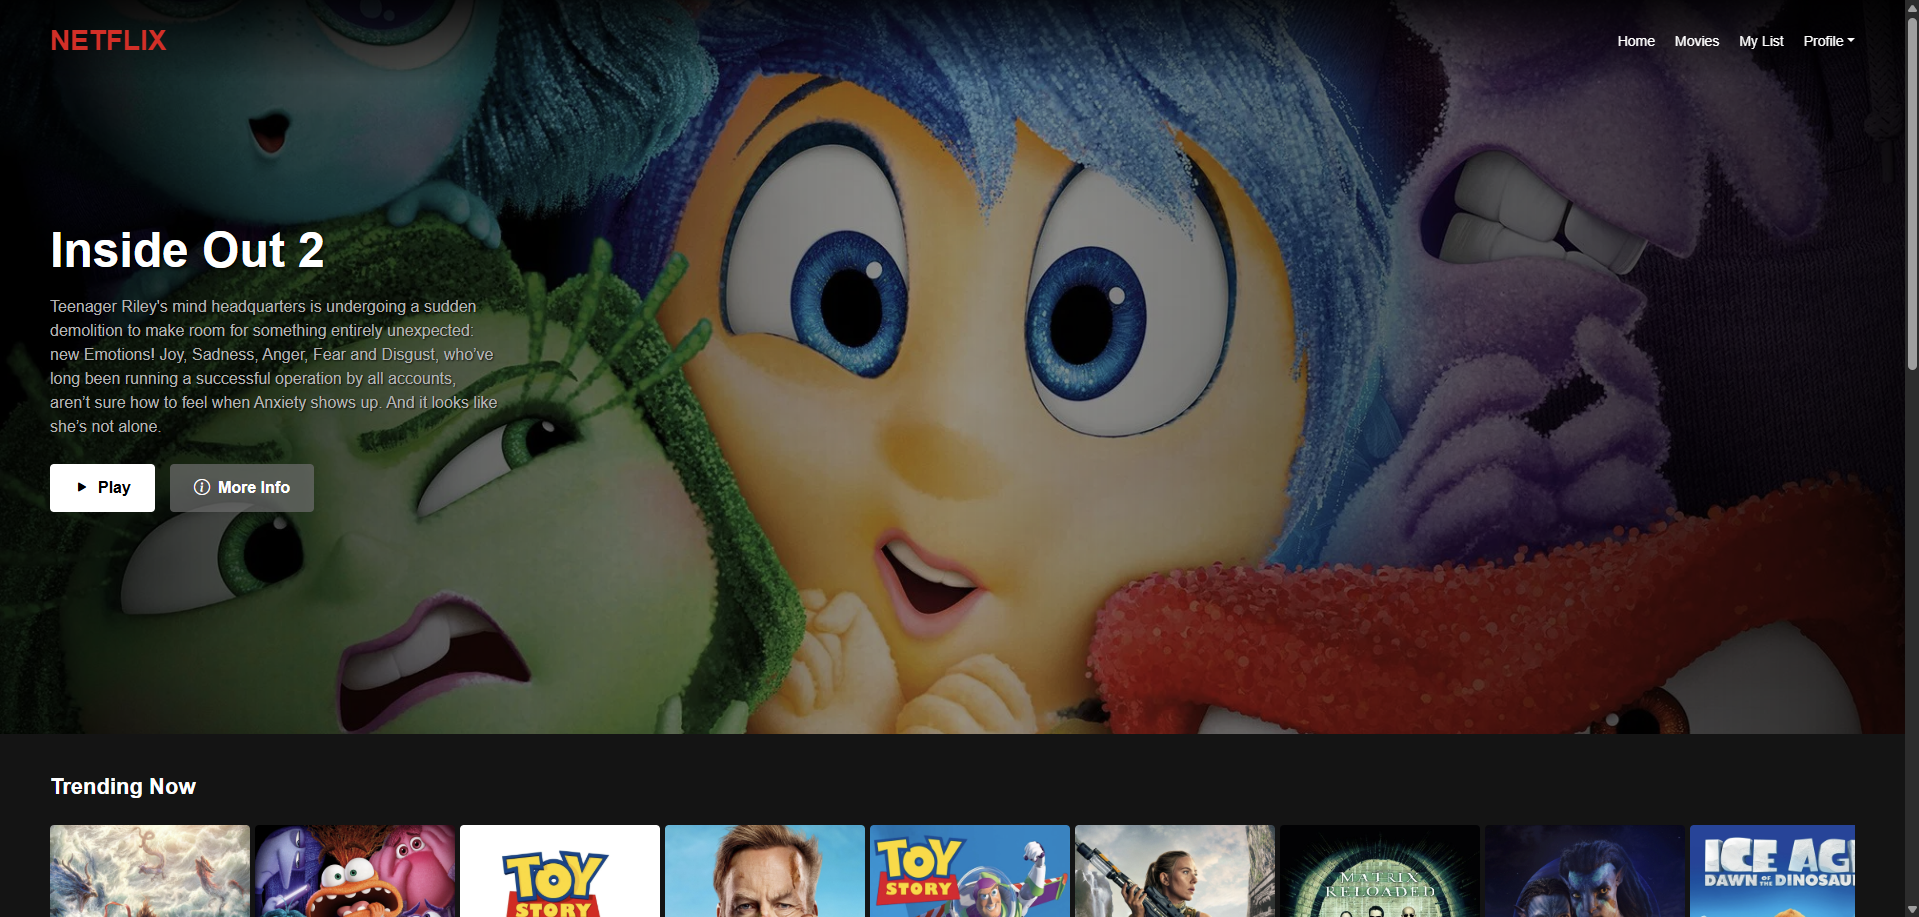 NETFLIX
Home Movies My List Profile
Inside Out 2
Teenager Riley's mind headquarters is undergoing a sudden
demolition to make room for something entirely unexpected:
new Emotions! Joy, Sadness, Anger, Fear and Disgust, who’ve
long been running a successful operation by all accounts,
aren’t sure how to feel when Anxiety shows up. And it looks like
she’s not alone.
Play More Info
Trending Now
TOY
STORY
TOY
STORY
MATRIX
RELOADED
ICE AG
DAWN OF THE DINOSAU